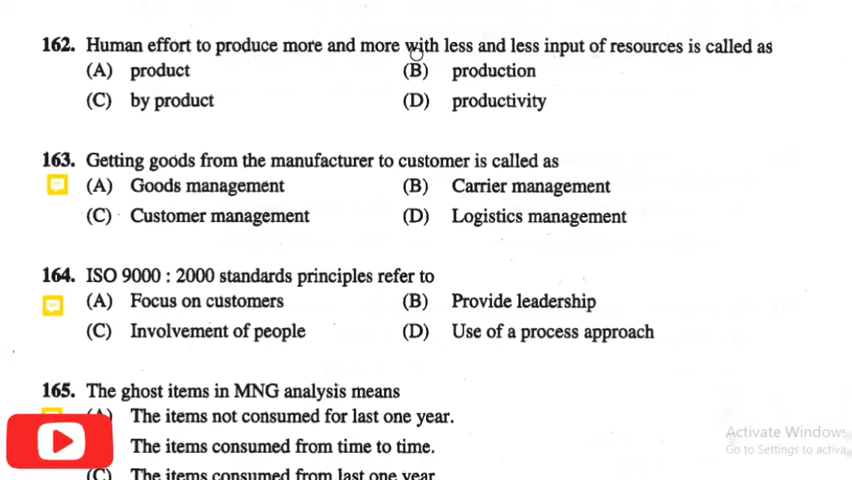 162. Human effort to produce more and more with less and less input of resources is called as
(A) product (B) production
(C) by product (D) productivity
163. Getting goods from the manufacturer to customer is called as
(A) Goods management (B) Carrier management
(C) Customer management (D) Logistics management
164. ISO 9000 : 2000 standards principles refer to
(A) Focus on customers (B) Provide leadership
(C) Involvement of people (D) Use of a process approach
165. The ghost items in MNG analysis means
(A) The items not consumed for last one year.
The items consumed from time to time.
(C) The items consumed from last one year
Activate Windows
Go to Settings to activa